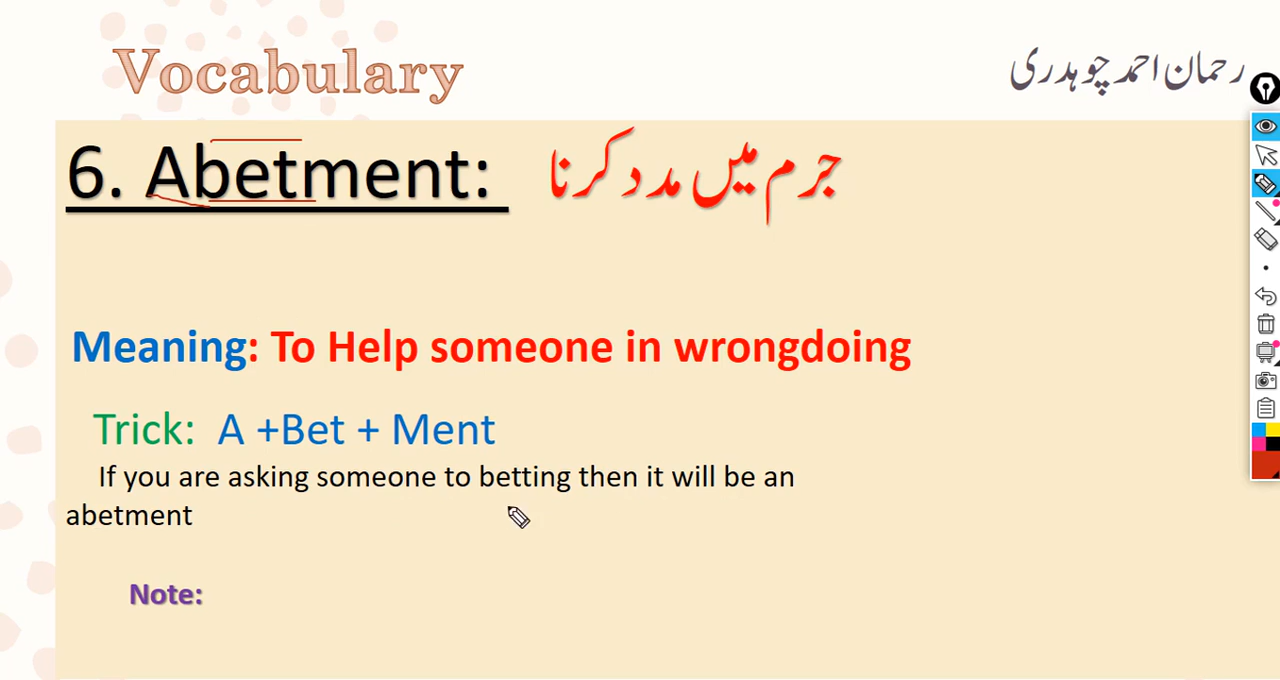 Vocabulary
رحمان احمد چوہدری
6. Abetment: جرم میں مدد کرنا
Meaning: To Help someone in wrongdoing
Trick: A +Bet + Ment
If you are asking someone to betting then it will be an
abetment
Note: